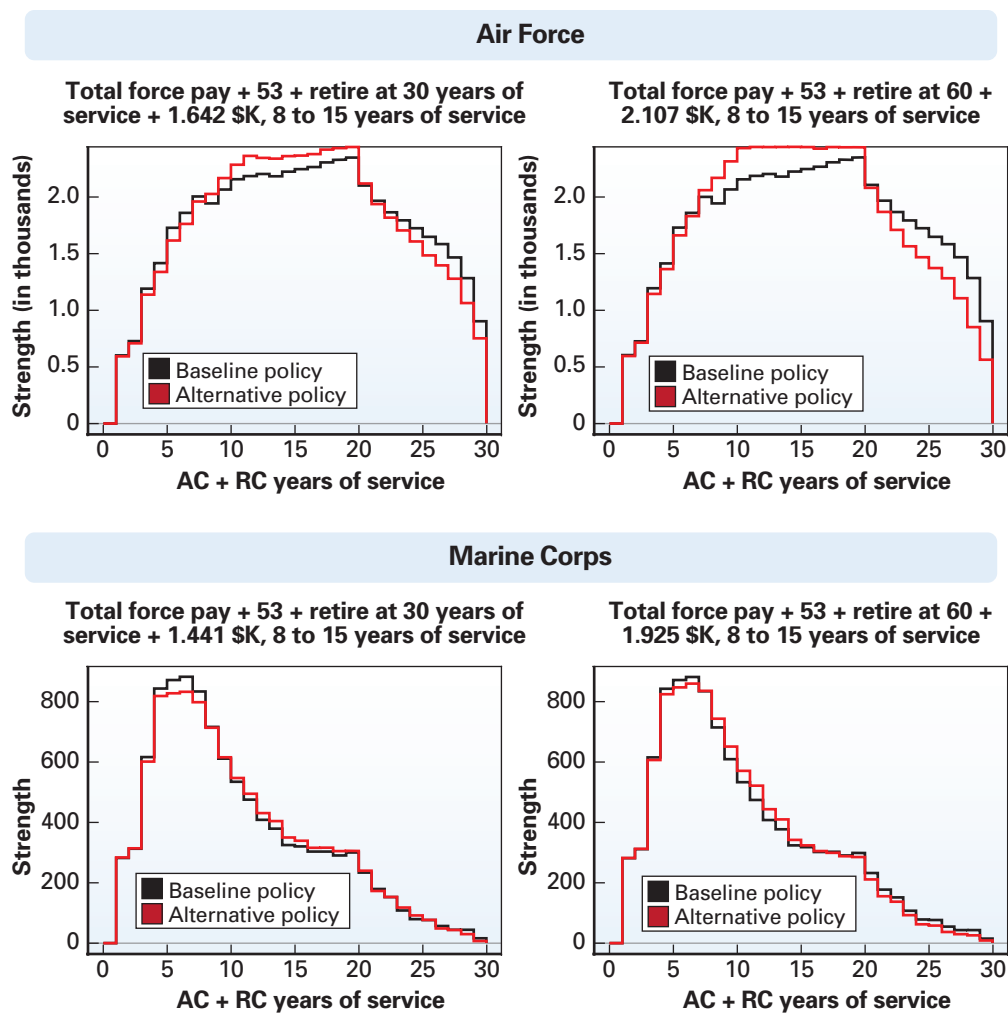 Air Force
Total force pay + 53 + retire at 30 years of
service + 1.642 $K, 8 to 15 years of service
Strength (in thousands)
2.0
1.5
1.0
0.5
0
Baseline policy
Alternative policy
0 5 10 15 20 25 30
AC + RC years of service
Total force pay + 53 + retire at 60 +
2.107 $K, 8 to 15 years of service
Strength (in thousands)
2.0
1.5
1.0
0.5
0
Baseline policy
Alternative policy
0 5 10 15 20 25 30
AC + RC years of service
Marine Corps
Total force pay + 53 + retire at 30 years of
service + 1.441 $K, 8 to 15 years of service
Strength
800
600
400
200
0
Baseline policy
Alternative policy
0 5 10 15 20 25 30
AC + RC years of service
Total force pay + 53 + retire at 60 +
1.925 $K, 8 to 15 years of service
Strength
800
600
400
200
0
Baseline policy
Alternative policy
0 5 10 15 20 25 30
AC + RC years of service